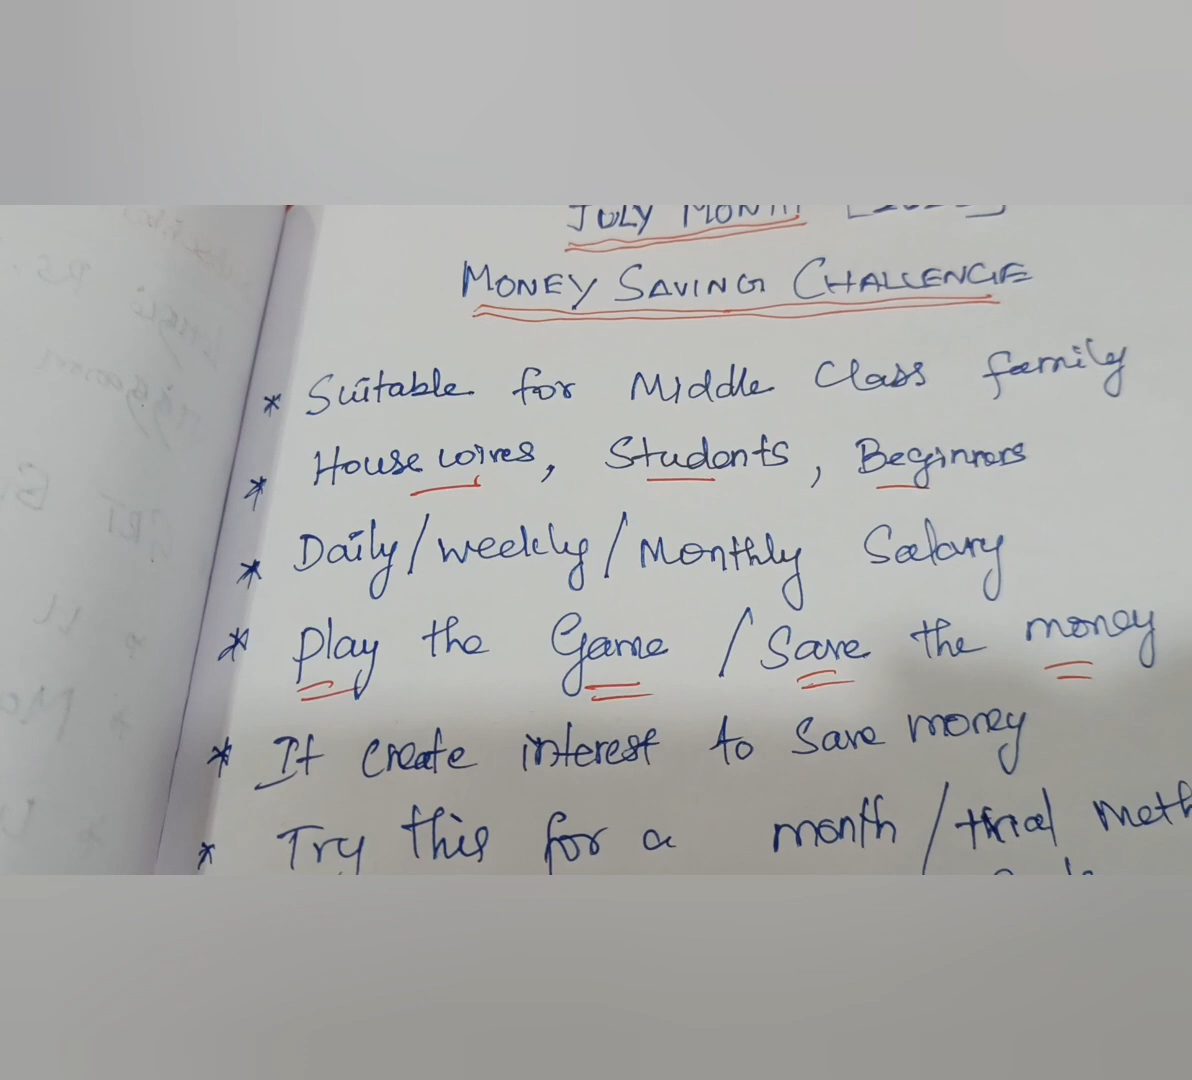 JULY MONTH
MONEY SAVING CHALLENGE
* Suitable for Middle Class family
* House wives, Students, Beginners
* Daily/weekly/Monthly Salary
* Play the Game / Save the money
* It create interest to Save money
* Try this for a month / trial Meth